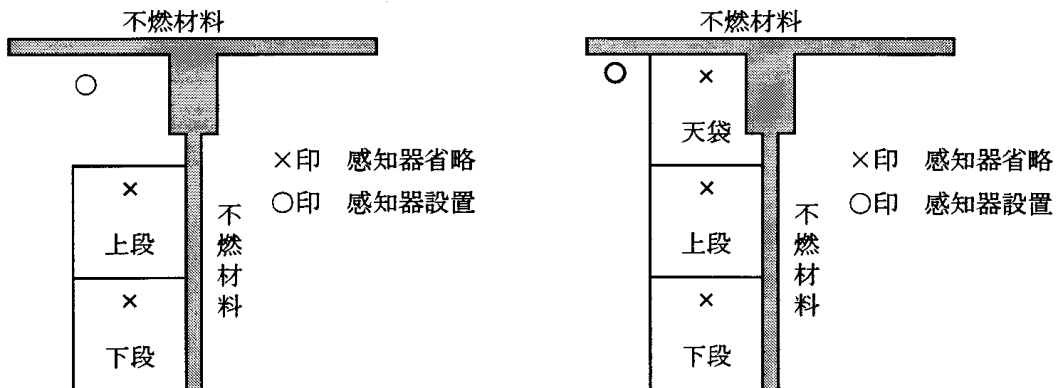 不燃材料
×印 感知器省略
○印 感知器設置
上段
下段
不燃材料
不燃材料
天袋
×印 感知器省略
○印 感知器設置
上段
下段
不燃材料